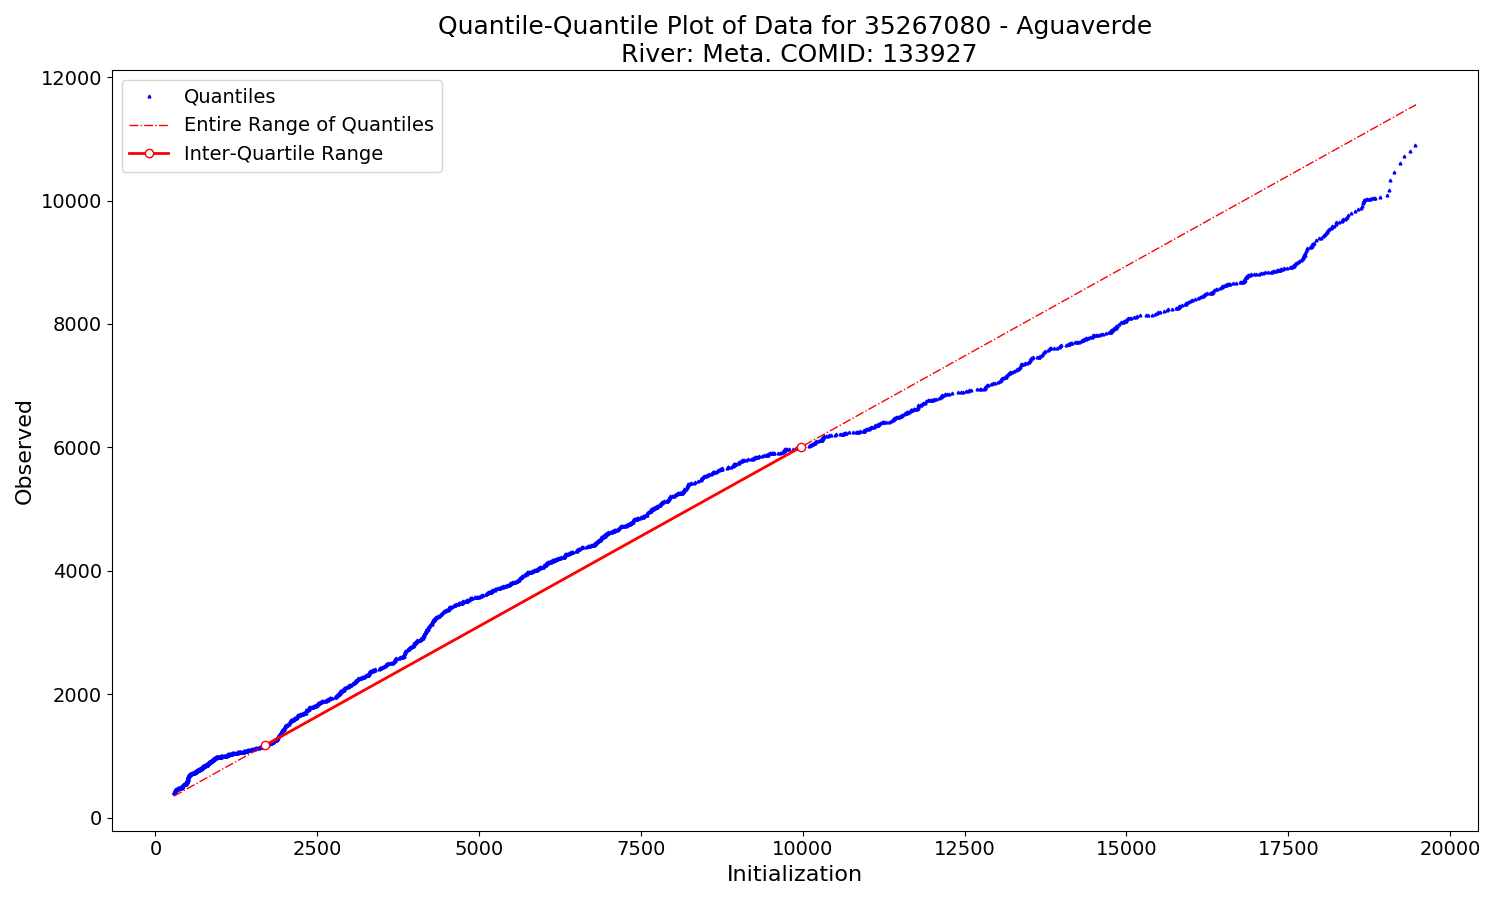 Quantile-Quantile Plot of Data for 35267080 - Aguaverde
River: Meta. COMID: 133927
Quantiles
Entire Range of Quantiles
Inter-Quartile Range
12000
10000
8000
6000
4000
2000
0
Observed
0 2500 5000 7500 10000 12500 15000 17500 20000
Initialization